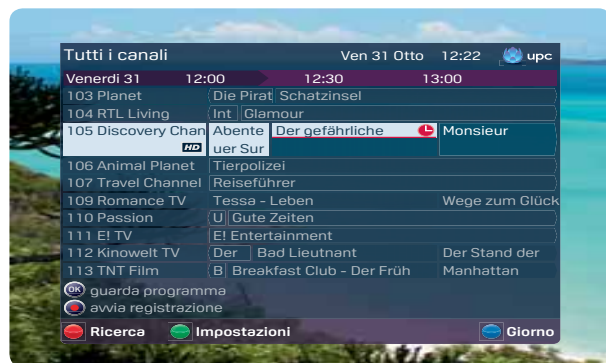 Tutti i canali Ven 31 Otto 12:22 upc
Venerdi 31 12:00 12:30 13:00
103 Planet Die Pirat Schatzinsel
104 RTL Living Int Glamour
105 Discovery Chan Abente Der gefährliche Monsieur
HD uer Sur
106 Animal Planet Tierpolizei
107 Travel Channel Reiseführer
109 Romance TV Tessa - Leben Wege zum Glück
110 Passion U Gute Zeiten
111 E! TV E! Entertainment
112 Kinowelt TV Der Bad Lieutnant Der Stand der
113 TNT Film B Breakfast Club - Der Früh Manhattan
OK guarda programma
avvia registrazione
Ricerca Impostazioni Giorno